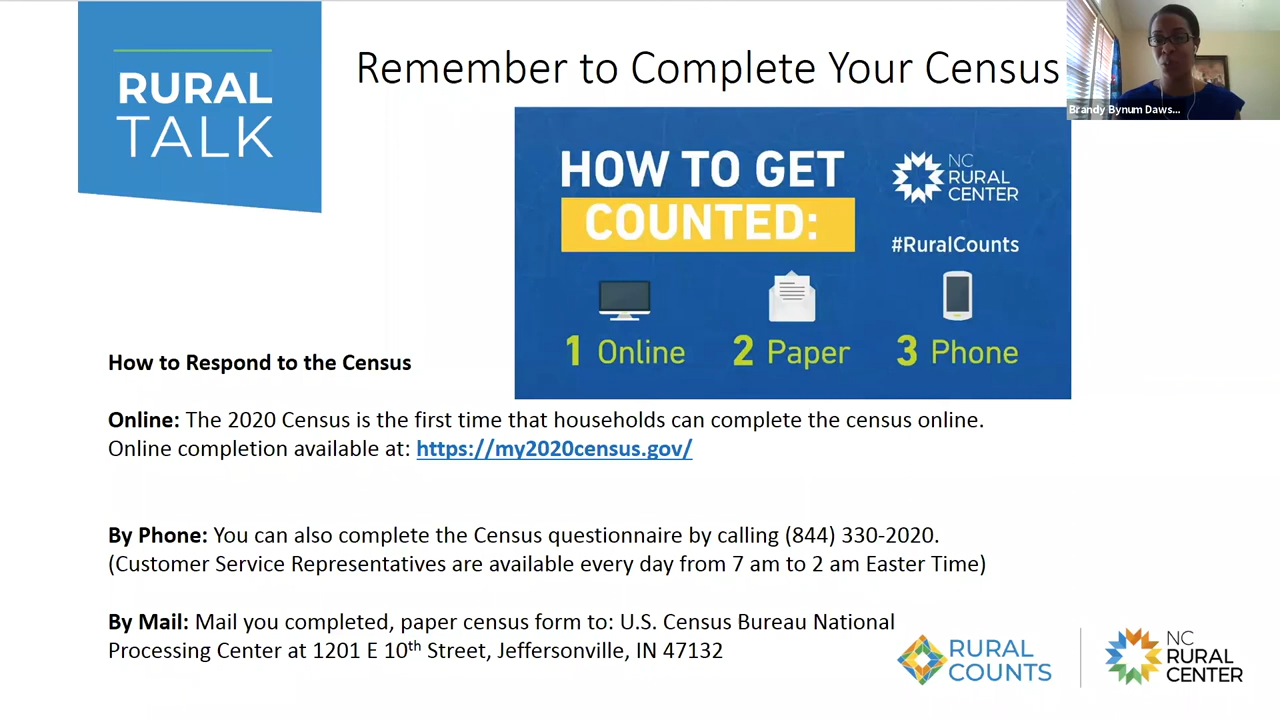 RURAL
TALK
Remember to Complete Your Census
Brandy Bynum Daws...
HOW TO GET
COUNTED:
NC
RURAL
CENTER
#RuralCounts
1 Online
2 Paper
3 Phone
How to Respond to the Census
Online: The 2020 Census is the first time that households can complete the census online.
Online completion available at: https://my2020census.gov/
By Phone: You can also complete the Census questionnaire by calling (844) 330-2020.
(Customer Service Representatives are available every day from 7 am to 2 am Easter Time)
By Mail: Mail you completed, paper census form to: U.S. Census Bureau National
Processing Center at 1201 E 10th Street, Jeffersonville, IN 47132
RURAL
COUNTS
NC
RURAL
CENTER